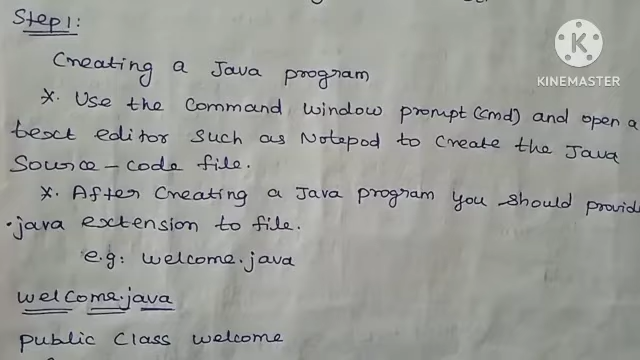 Step 1:
KINEMASTER
Creating a Java program
*. Use the Command window prompt (cmd) and open a
text editor such as Notepad to create the Java
Source-code file.
*. After creating a Java program you should provide
.java extension to file.
e.g: welcome.java
welcome.java
public class welcome